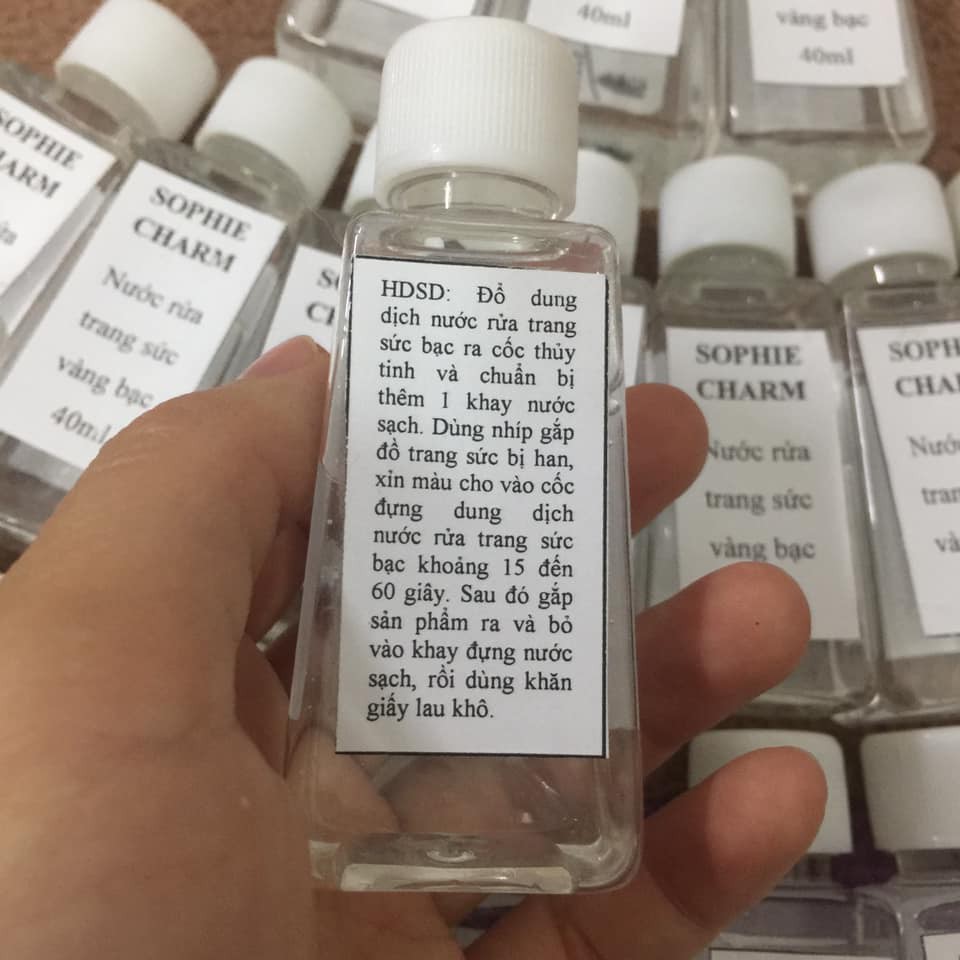 40ml
vàng bạc
40ml
SOPHIE
CHARM
SOPHIE
CHARM
Nước rửa
trang sức
vàng bạc
40ml
HDSD: Đổ dung
dịch nước rửa trang
sức bạc ra cốc thủy
tinh và chuẩn bị
thêm 1 khay nước
sạch. Dùng nhíp gắp
đồ trang sức bị han,
xỉn màu cho vào cốc
đựng dung dịch
nước rửa trang sức
bạc khoảng 15 đến
60 giây. Sau đó gắp
sản phẩm ra và bỏ
vào khay đựng nước
sạch, rồi dùng khăn
giấy lau khô.
SOPHIE
CHARM
Nước rửa
trang sức
vàng bạc